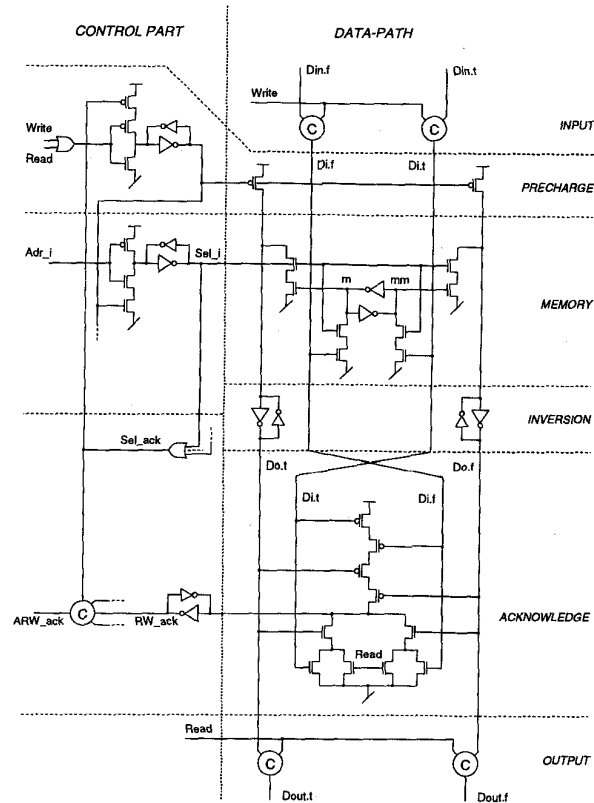 CONTROL PART
DATA-PATH
Din.f
Din.t
Write
C
C
INPUT
Write
Read
Di.f
Di.t
PRECHARGE
Adr_i
Sel_i
m
mm
MEMORY
INVERSION
Sel_ack
Do.t
Do.f
Di.t
Di.f
C
ARW_ack
RW_ack
ACKNOWLEDGE
Read
Read
C
C
OUTPUT
Dout.t
Dout.f